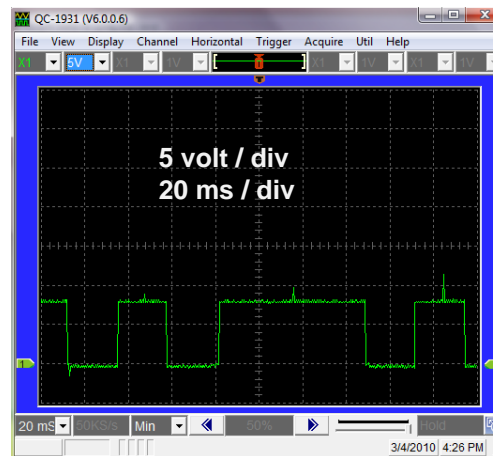 QC-1931 (V6.0.0.6)
File View Display Channel Horizontal Trigger Acquire Util Help
X1 5V X1 1V X1 1V X1 1V
5 volt / div
20 ms / div
1
20 mS 50KS/s Min 50% Hold
3/4/2010 4:26 PM